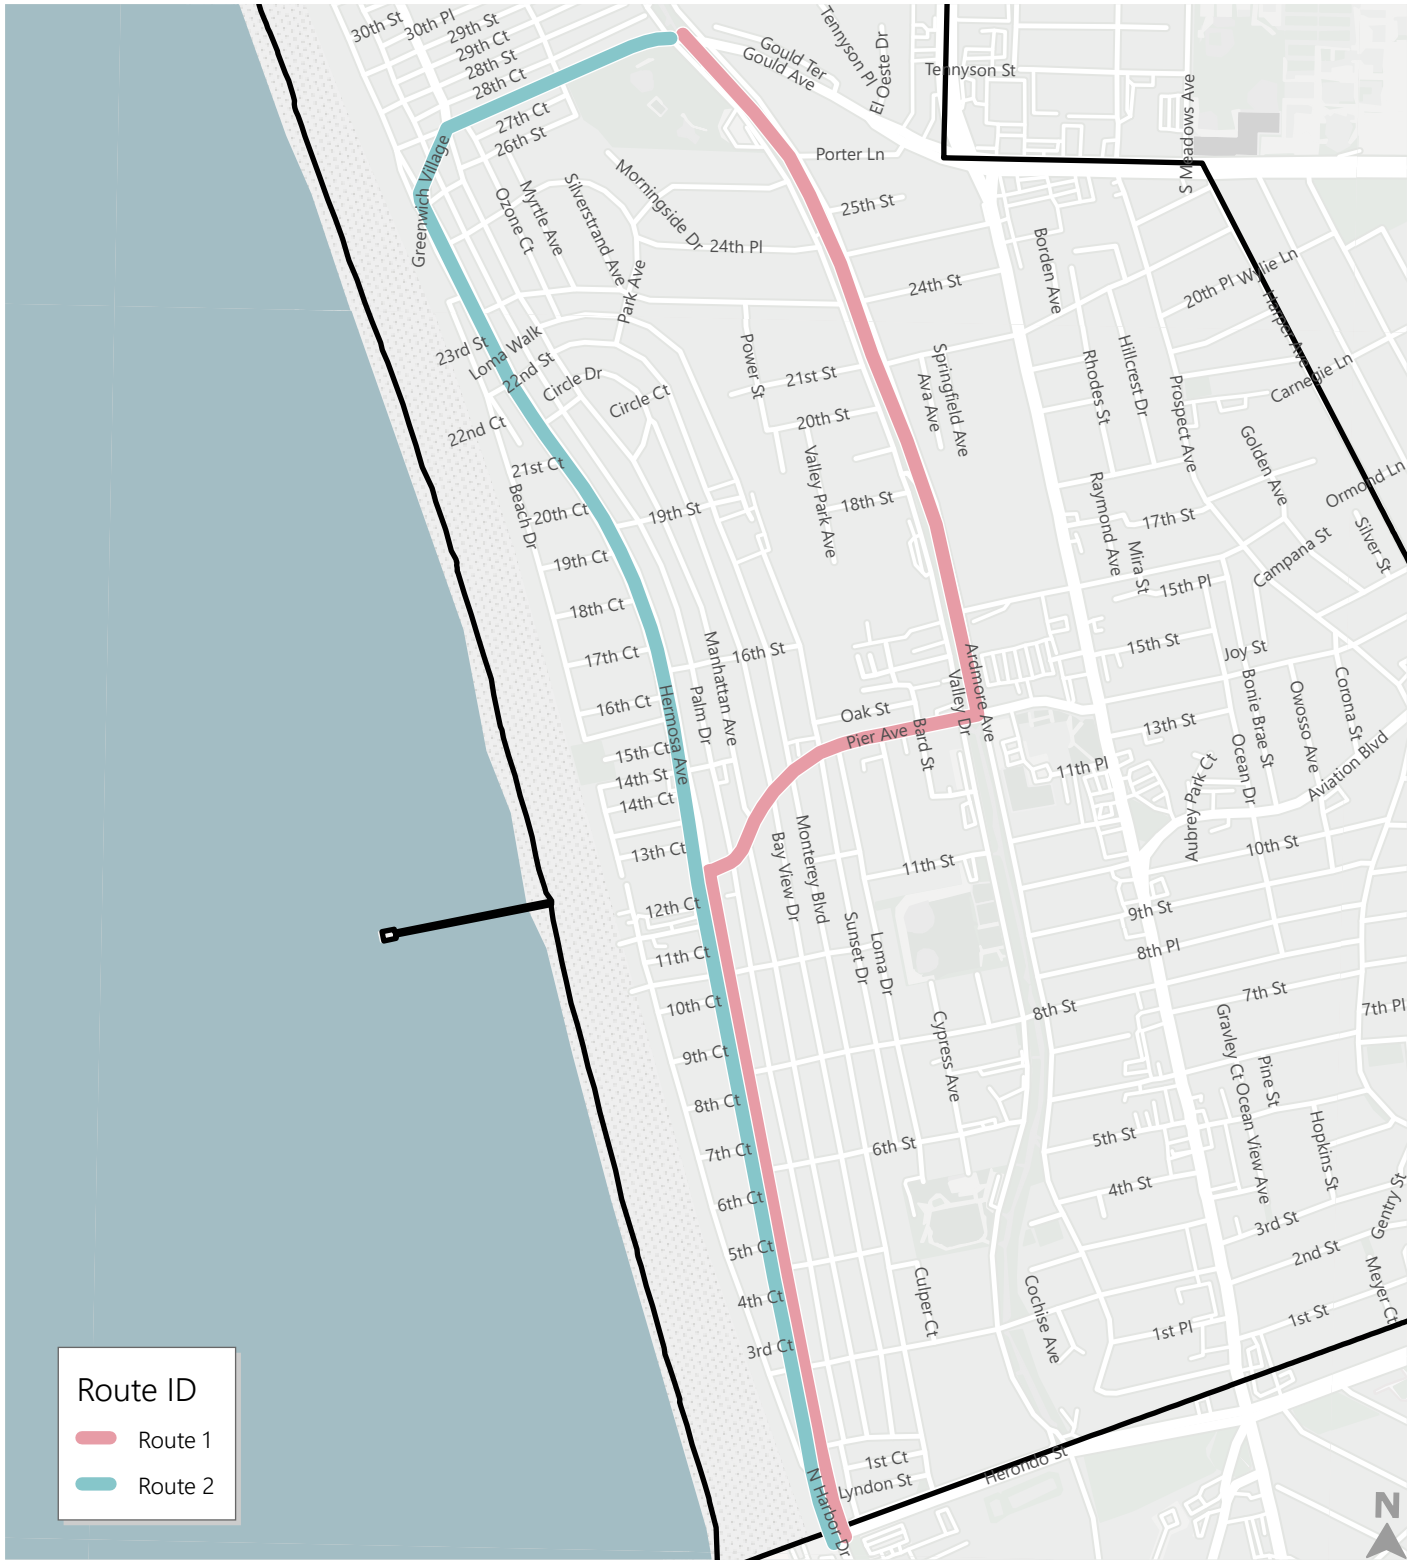 30th St
30th Pl
29th St
29th Ct
28th St
28th Ct
27th Ct
26th St
Gould Ter
Gould Ave
Tennyson Pl
El Oeste Dr
Tennyson St
S Meadows Ave
Porter Ln
Greenwich Village
Ozone Ct
Myrtle Ave
Silverstrand Ave
Morningside Dr
Park Ave
24th Pl
25th St
24th St
Borden Ave
20th Pl
Wylie Ln
Harper Ave
Carnegie Ln
23rd St
Loma Walk
22nd St
Circle Dr
Circle Ct
22nd Ct
Power St
21st St
20th St
Springfield Ave
Ava Ave
Rhodes St
Hillcrest Dr
Prospect Ave
Golden Ave
Ormond Ln
Silver St
21st Ct
Beach Dr
20th Ct
19th St
Valley Park Ave
18th St
Raymond Ave
17th St
Mira St
Campana St
15th Pl
19th Ct
18th Ct
17th Ct
16th Ct
16th St
Manhattan Ave
Palm Dr
Hermosa Ave
15th Ct
14th St
14th Ct
13th Ct
Oak St
Pier Ave
Bard St
Valley Dr
Ardmore Ave
15th St
Joy St
Bonie Brae St
Owosso Ave
Corona St
13th St
Ocean Dr
Aviation Blvd
11th Pl
Aubrey Park Ct
10th St
Bay View Dr
Monterey Blvd
Sunset Dr
Loma Dr
11th St
9th St
8th Pl
12th Ct
11th Ct
10th Ct
9th Ct
8th Ct
7th Ct
6th Ct
5th Ct
4th Ct
3rd Ct
8th St
7th St
7th Pl
Cypress Ave
Gravley Ct
Ocean View Ave
Pine St
Hopkins St
6th St
5th St
4th St
3rd St
2nd St
Gentry St
Meyer Ct
1st St
1st Pl
Culper Ct
Cochise Ave
1st Ct
Lyndon St
Herondo St
N Harbor Dr
Route ID
Route 1
Route 2
N